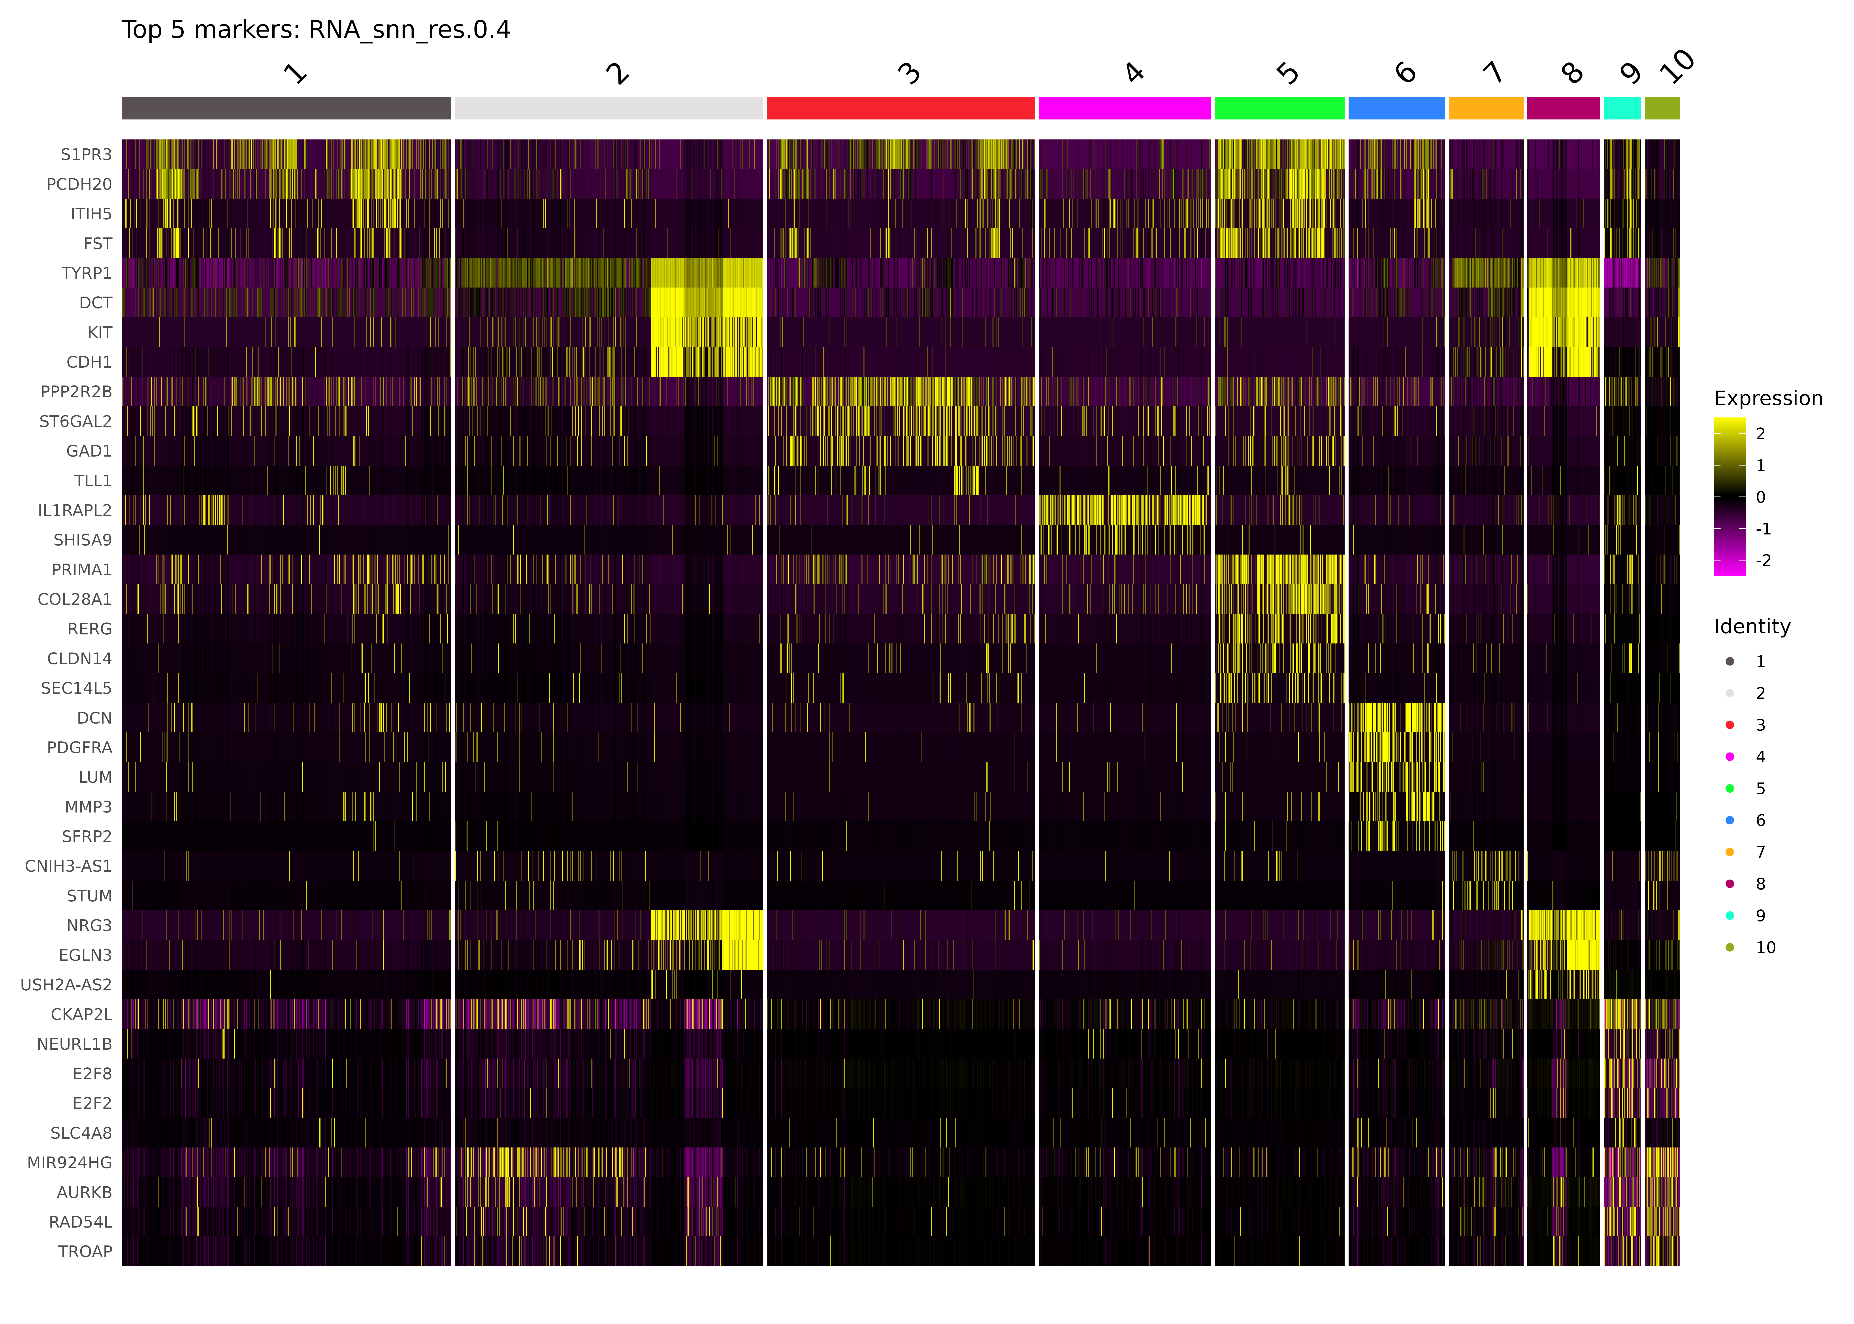 Top 5 markers: RNA_snn_res.0.4
1 2 3 4 5 6 7 8 9 10
S1PR3
PCDH20
ITIH5
FST
TYRP1
DCT
KIT
CDH1
PPP2R2B
ST6GAL2
GAD1
TLL1
IL1RAPL2
SHISA9
PRIMA1
COL28A1
RERG
CLDN14
SEC14L5
DCN
PDGFRA
LUM
MMP3
SFRP2
CNIH3-AS1
STUM
NRG3
EGLN3
USH2A-AS2
CKAP2L
NEURL1B
E2F8
E2F2
SLC4A8
MIR924HG
AURKB
RAD54L
TROAP
Expression
2
1
0
-1
-2
Identity
1
2
3
4
5
6
7
8
9
10